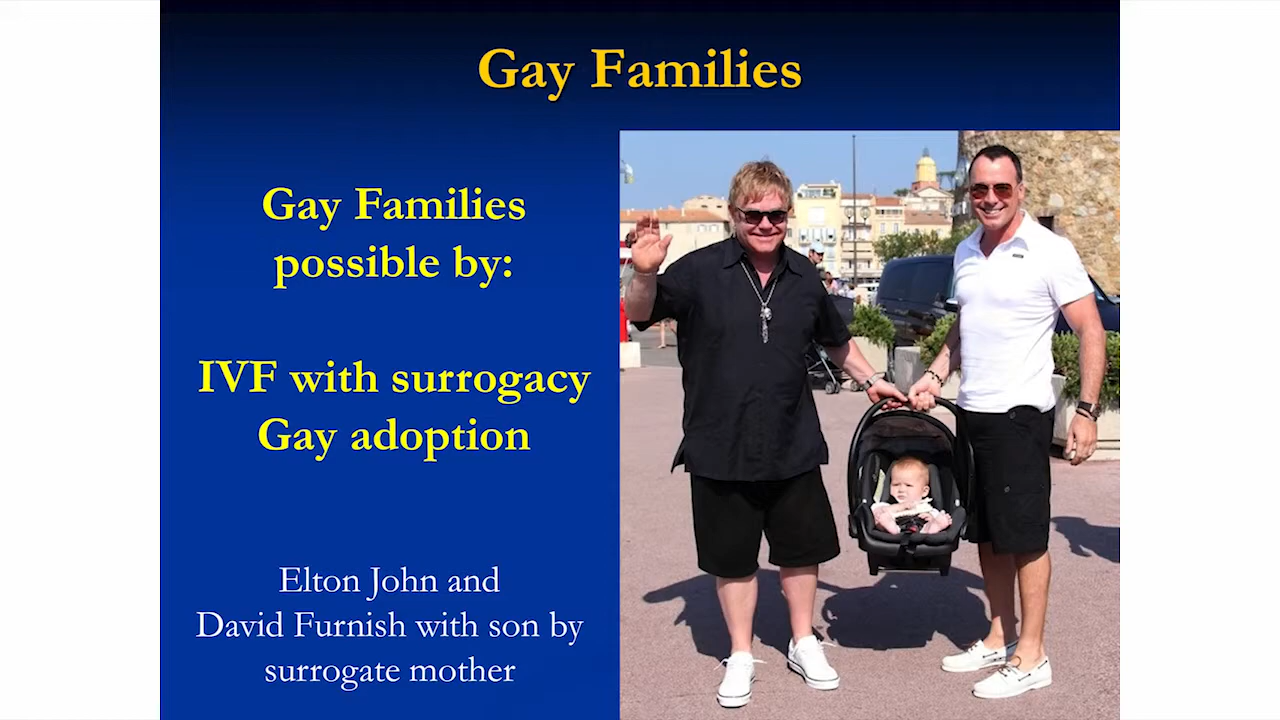 Gay Families
Gay Families
possible by:
IVF with surrogacy
Gay adoption
Elton John and
David Furnish with son by
surrogate mother